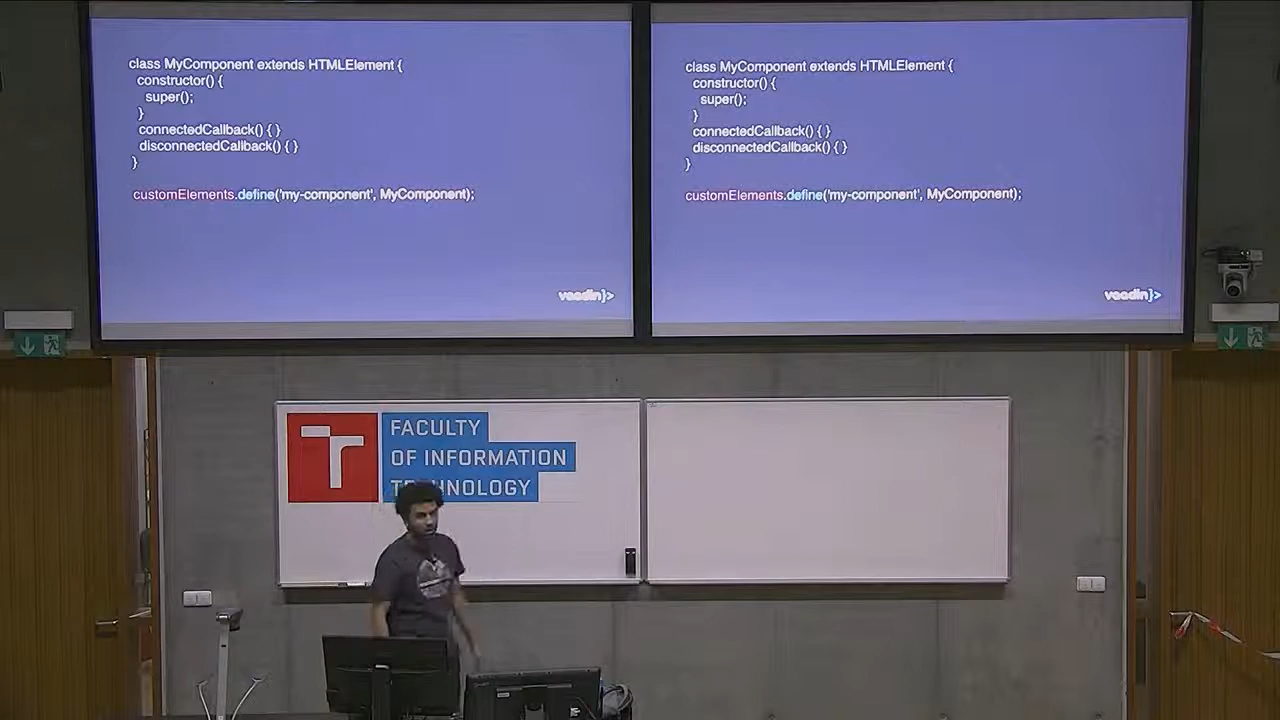 class MyComponent extends HTMLElement {
constructor() {
super();
}
connectedCallback() { }
disconnectedCallback() { }
}
customElements.define('my-component', MyComponent);
vaadin}>
class MyComponent extends HTMLElement {
constructor() {
super();
}
connectedCallback() { }
disconnectedCallback() { }
}
customElements.define('my-component', MyComponent);
vaadin}>
FACULTY
OF INFORMATION
TECHNOLOGY